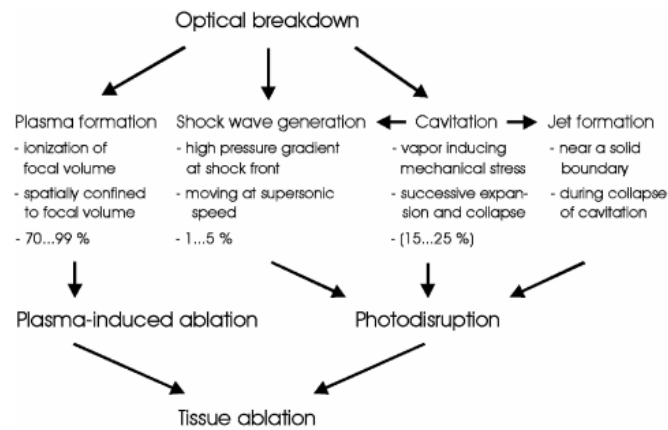 Optical breakdown
Plasma formation
- ionization of
focal volume
- spatially confined
to focal volume
- 70...99 %
Shock wave generation
- high pressure gradient
at shock front
- moving at supersonic
speed
- 1...5 %
Cavitation
- vapor inducing
mechanical stress
- successive expan-
sion and collapse
- (15...25 %)
Jet formation
- near a solid
boundary
- during collapse
of cavitation
Plasma-induced ablation
Photodisruption
Tissue ablation